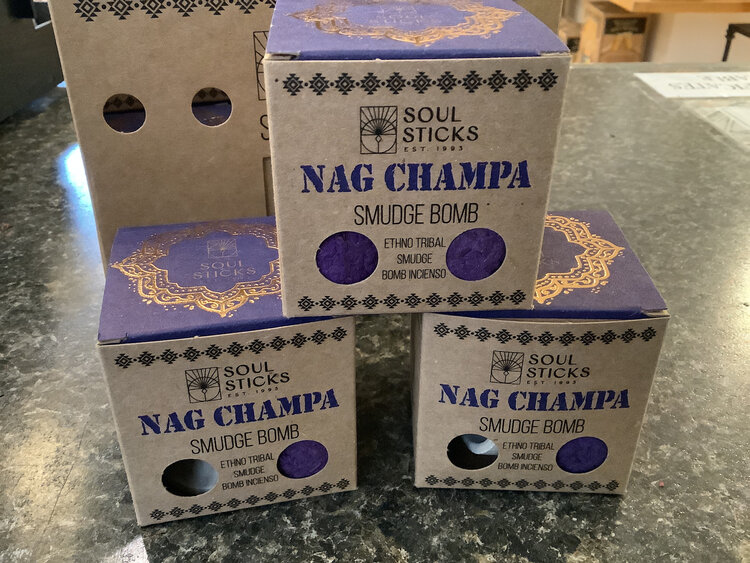 SOUL
STICKS
EST. 1993
NAG CHAMPA
SMUDGE BOMB
ETHNO TRIBAL
SMUDGE
BOMB INCIENSO
SOUL
STICKS
SOUL
STICKS
EST. 1993
NAG CHAMPA
SMUDGE BOMB
ETHNO TRIBAL
SMUDGE
BOMB INCIENSO
SOUL
STICKS
EST. 1993
NAG CHAMPA
SMUDGE BOMB
ETHNO TRIBAL
SMUDGE
BOMB INCIENSO